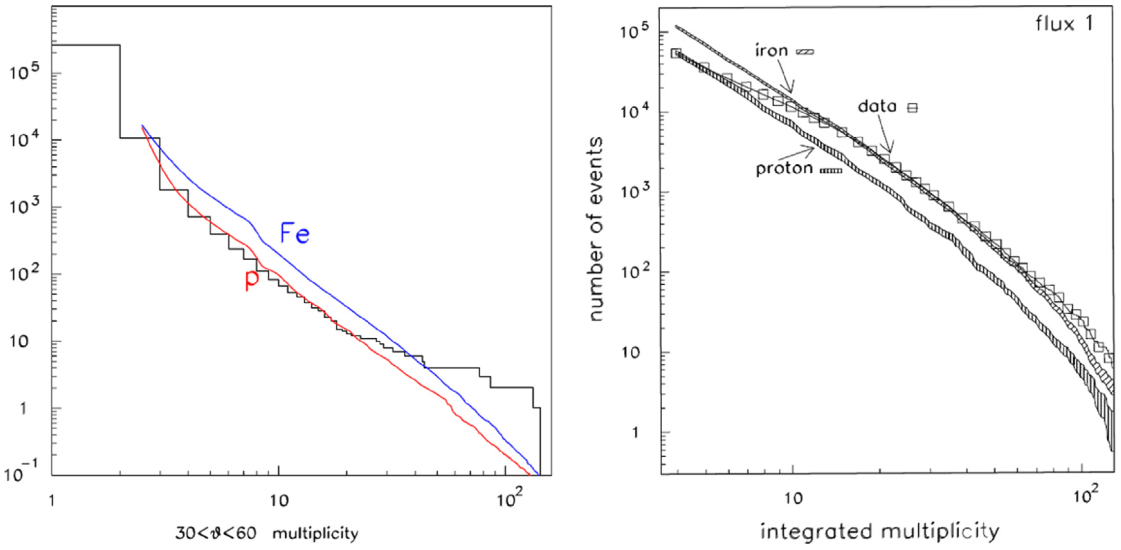 10^5
10^4
10^3
10^2
10
1
10^-1
Fe
p
1
10
10^2
30<ϑ<60 multiplicity
flux 1
iron
data
proton
number of events
10^5
10^4
10^3
10^2
10
1
10
10^2
integrated multiplicity